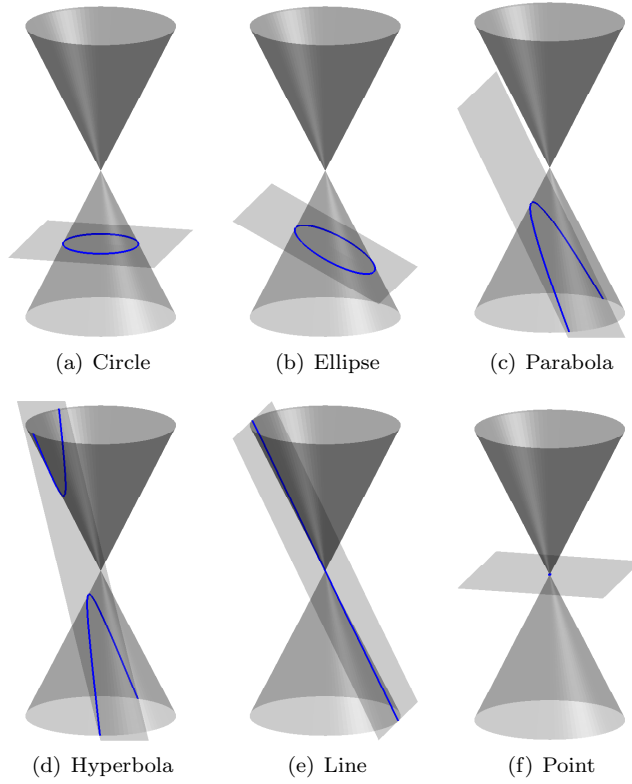 (a) Circle
(b) Ellipse
(c) Parabola
(d) Hyperbola
(e) Line
(f) Point